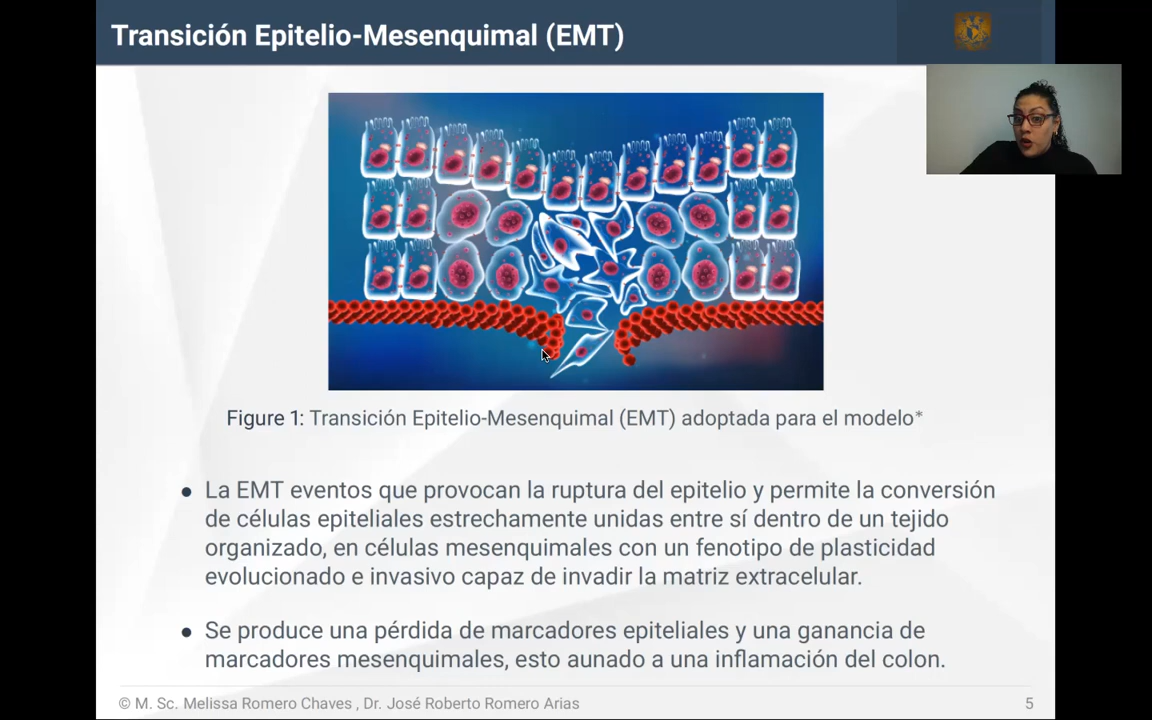 Transición Epitelio-Mesenquimal (EMT)
Figure 1: Transición Epitelio-Mesenquimal (EMT) adoptada para el modelo*
● La EMT eventos que provocan la ruptura del epitelio y permite la conversión
de células epiteliales estrechamente unidas entre sí dentro de un tejido
organizado, en células mesenquimales con un fenotipo de plasticidad
evolucionado e invasivo capaz de invadir la matriz extracelular.
● Se produce una pérdida de marcadores epiteliales y una ganancia de
marcadores mesenquimales, esto aunado a una inflamación del colon.
© M. Sc. Melissa Romero Chaves , Dr. José Roberto Romero Arias
5